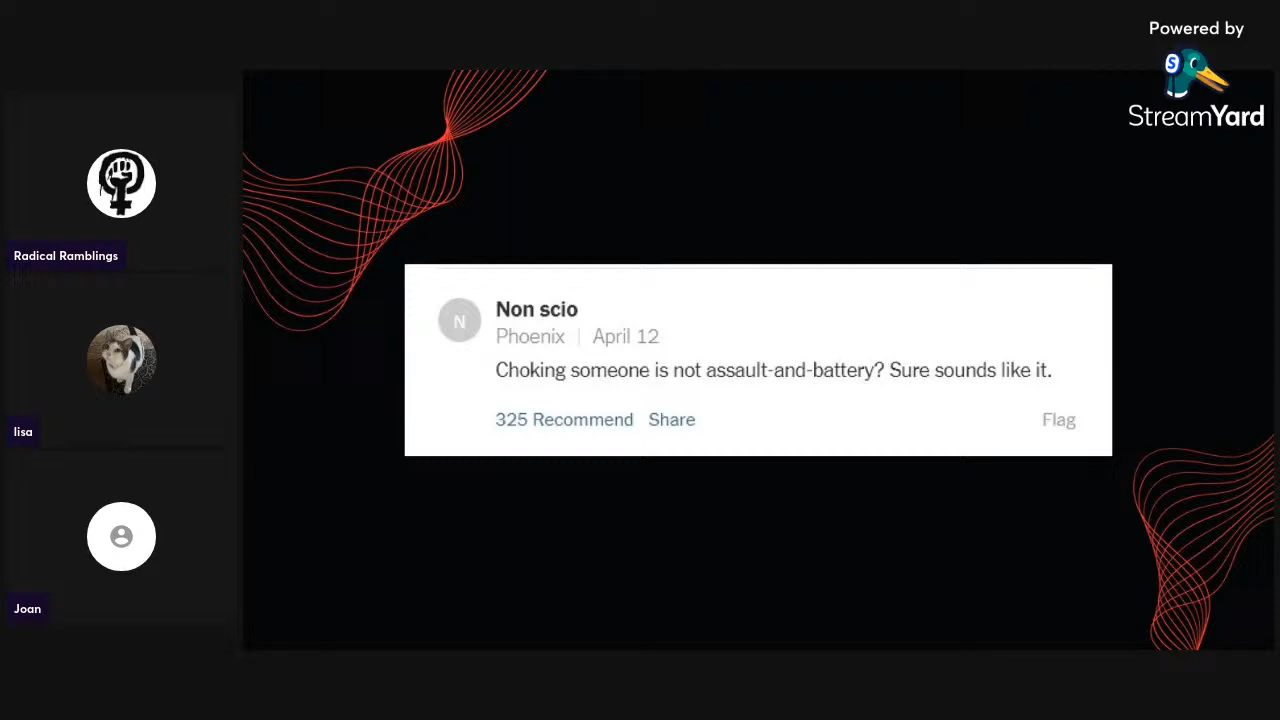 Powered by
S
StreamYard
Radical Ramblings
lisa
Joan
N
Non scio
Phoenix | April 12
Choking someone is not assault-and-battery? Sure sounds like it.
325 Recommend Share Flag